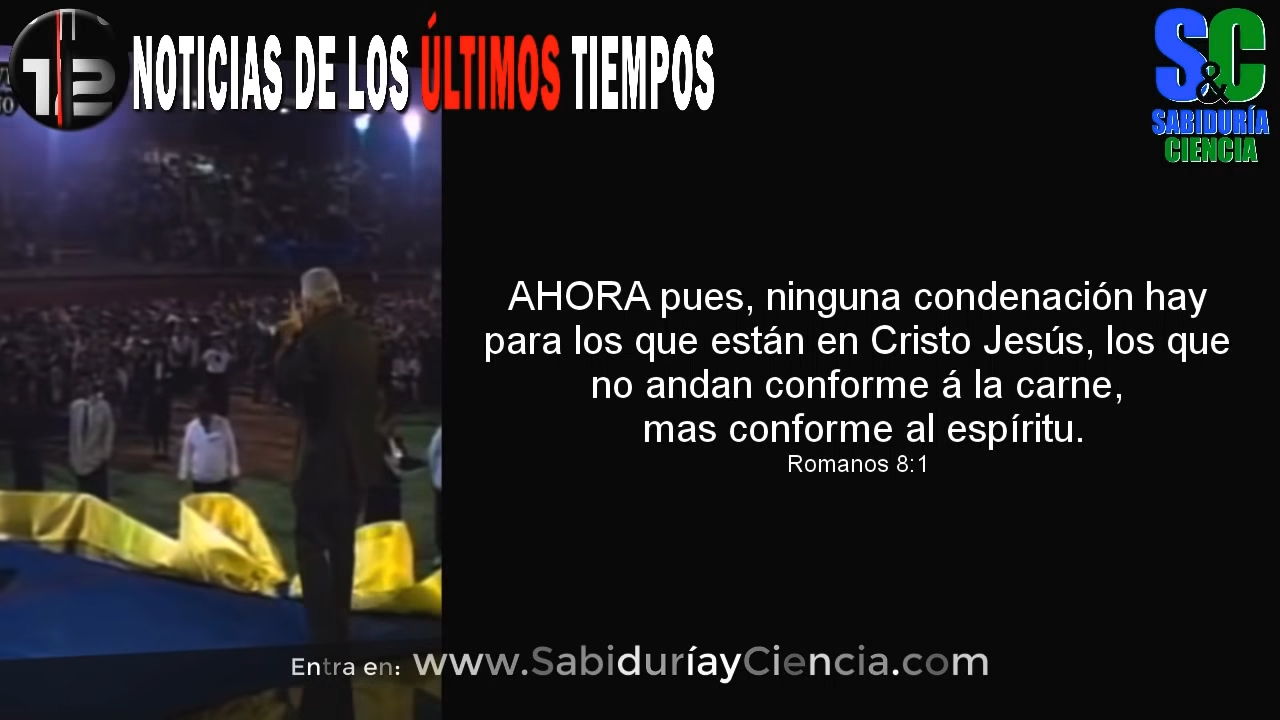 12 NOTICIAS DE LOS ÚLTIMOS TIEMPOS
S&C
SABIDURÍA
CIENCIA
AHORA pues, ninguna condenación hay
para los que están en Cristo Jesús, los que
no andan conforme á la carne,
mas conforme al espíritu.
Romanos 8:1
Entra en: www.SabiduríayCiencia.com